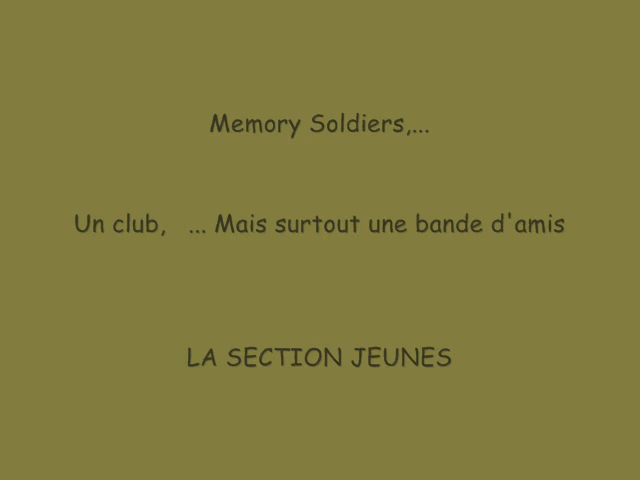 Memory Soldiers,...
Un club, ... Mais surtout une bande d'amis
LA SECTION JEUNES